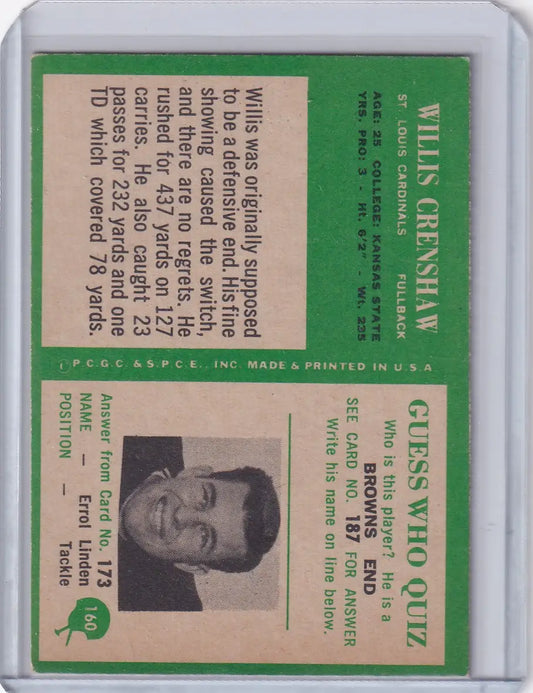 WILLIS CRENSHAW
ST. LOUIS CARDINALS FULLBACK
AGE: 25 COLLEGE: KANSAS STATE
YRS. PRO: 3 - Ht. 6'2" - Wt. 235
Willis was originally supposed
to be a defensive end. His fine
showing caused the switch,
and there are no regrets. He
rushed for 437 yards on 127
carries. He also caught 23
passes for 232 yards and one
TD which covered 78 yards.
© P.C.G.C. & S.P.C.E., INC. MADE & PRINTED IN U.S.A
GUESS WHO QUIZ
Who is this player? He is a
BROWNS END
SEE CARD NO. 187 FOR ANSWER
Write his name on line below.
Answer from Card No. 173
NAME — Errol Linden
POSITION — Tackle
160